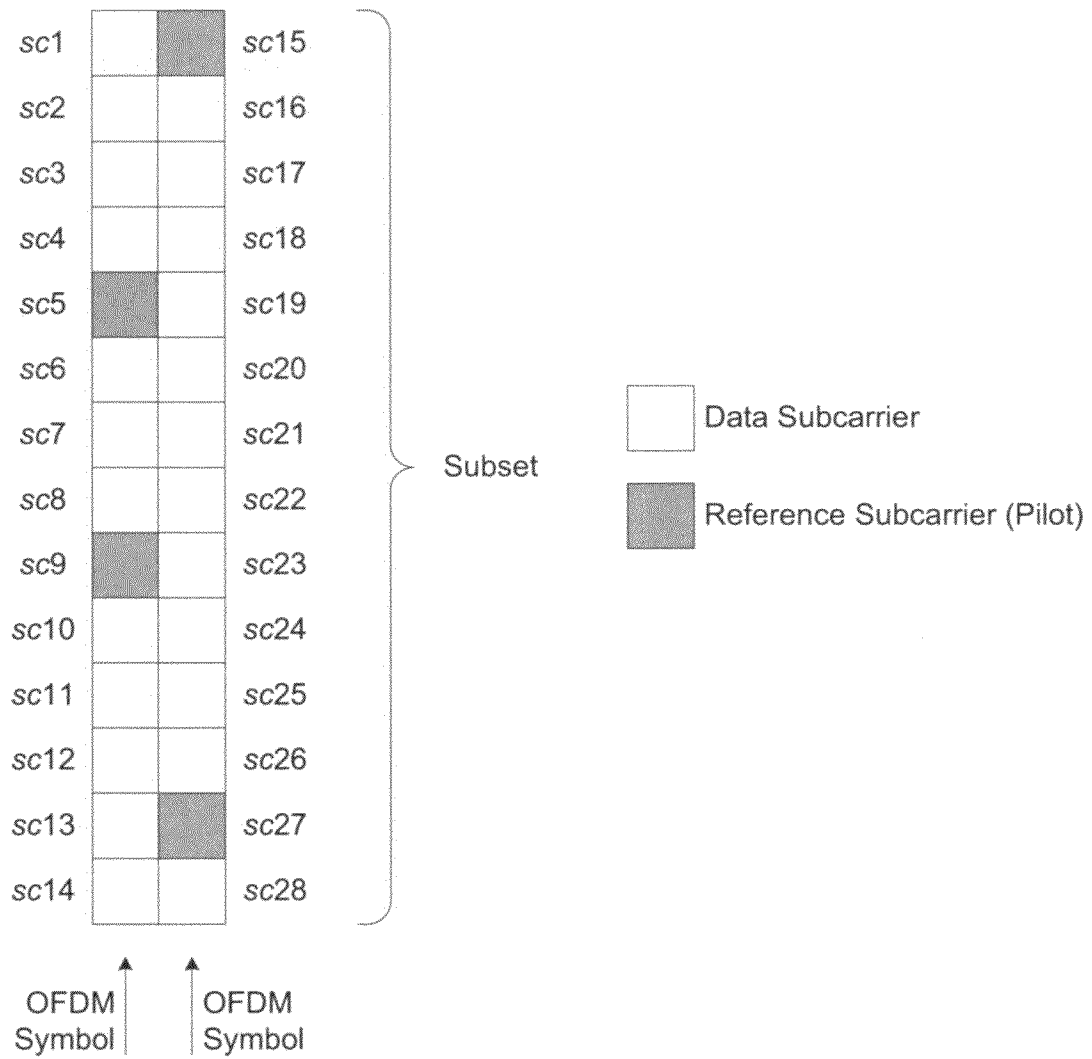 sc1 sc15
sc2 sc16
sc3 sc17
sc4 sc18
sc5 sc19
sc6 sc20
sc7 sc21
sc8 sc22
sc9 sc23
sc10 sc24
sc11 sc25
sc12 sc26
sc13 sc27
sc14 sc28
Subset
Data Subcarrier
Reference Subcarrier (Pilot)
OFDM
Symbol
OFDM
Symbol